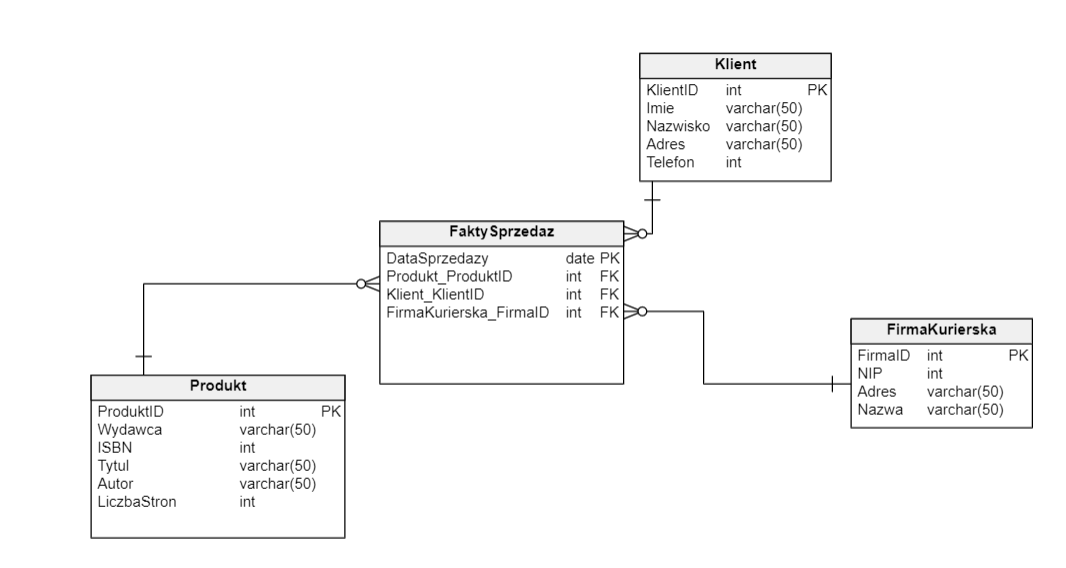 Klient
KlientID int PK
Imie varchar(50)
Nazwisko varchar(50)
Adres varchar(50)
Telefon int
FaktySprzedaz
DataSprzedazy date PK
Produkt_ProduktID int FK
Klient_KlientID int FK
FirmaKurierska_FirmaID int FK
FirmaKurierska
FirmaID int PK
NIP int
Adres varchar(50)
Nazwa varchar(50)
Produkt
ProduktID int PK
Wydawca varchar(50)
ISBN int
Tytul varchar(50)
Autor varchar(50)
LiczbaStron int